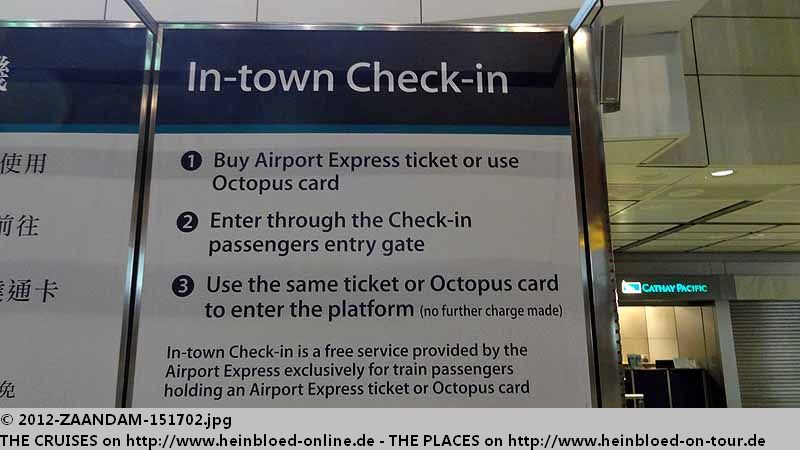 In-town Check-in
使用
前往
通卡
免
1 Buy Airport Express ticket or use
Octopus card
2 Enter through the Check-in
passengers entry gate
3 Use the same ticket or Octopus card
to enter the platform (no further charge made)
In-town Check-in is a free service provided by the
Airport Express exclusively for train passengers
holding an Airport Express ticket or Octopus card
CATHAY PACIFIC
© 2012-ZAANDAM-151702.jpg
THE CRUISES on http://www.heinbloed-online.de - THE PLACES on http://www.heinbloed-on-tour.de